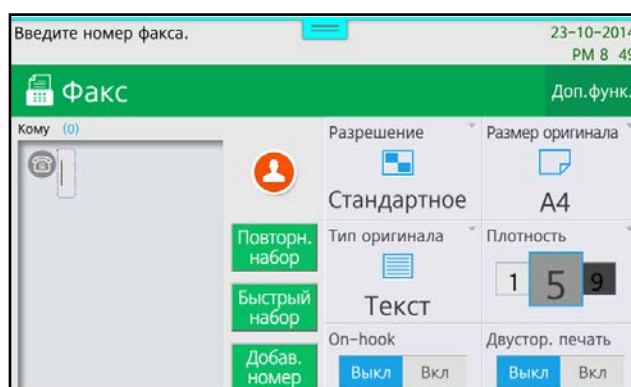 Введите номер факса.
23-10-2014
PM 8 49
Факс
Доп.функ.
Кому (0)
Повторн.
набор
Быстрый
набор
Добав.
номер
Разрешение
Стандартное
Размер оригинала
A4
Тип оригинала
Текст
Плотность
1 5 9
On-hook
Выкл Вкл
Двустор. печать
Выкл Вкл